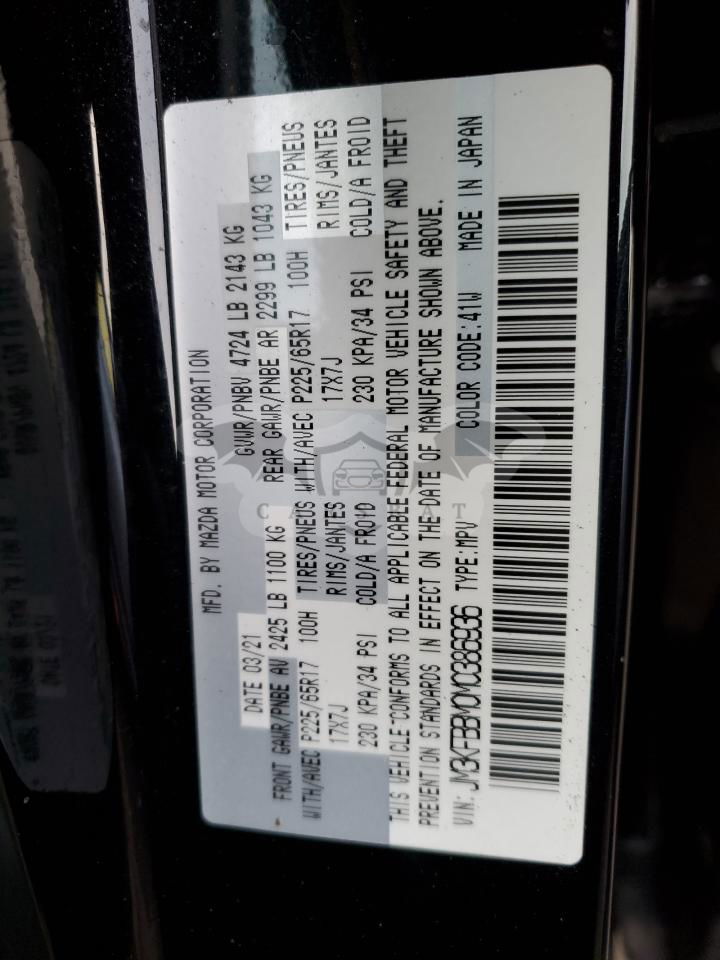 MFD. BY MAZDA MOTOR CORPORATION
DATE 03/21 GVWR/PNBV 4724 LB 2143 KG
FRONT GAWR/PNBE AV 2425 LB 1100 KG REAR GAWR/PNBE AR 2299 LB 1043 KG
WITH/AVEC P225/65R17 100H TIRES/PNEUS WITH/AVEC P225/65R17 100H TIRES/PNEUS
17X7J RIMS/JANTES 17X7J RIMS/JANTES
230 KPA/34 PSI COLD/A FROID 230 KPA/34 PSI COLD/A FROID
THIS VEHICLE CONFORMS TO ALL APPLICABLE FEDERAL MOTOR VEHICLE SAFETY AND THEFT
PREVENTION STANDARDS IN EFFECT ON THE DATE OF MANUFACTURE SHOWN ABOVE.
VIN: JM3KFBBM0M0386936 TYPE:MPV COLOR CODE:41W MADE IN JAPAN